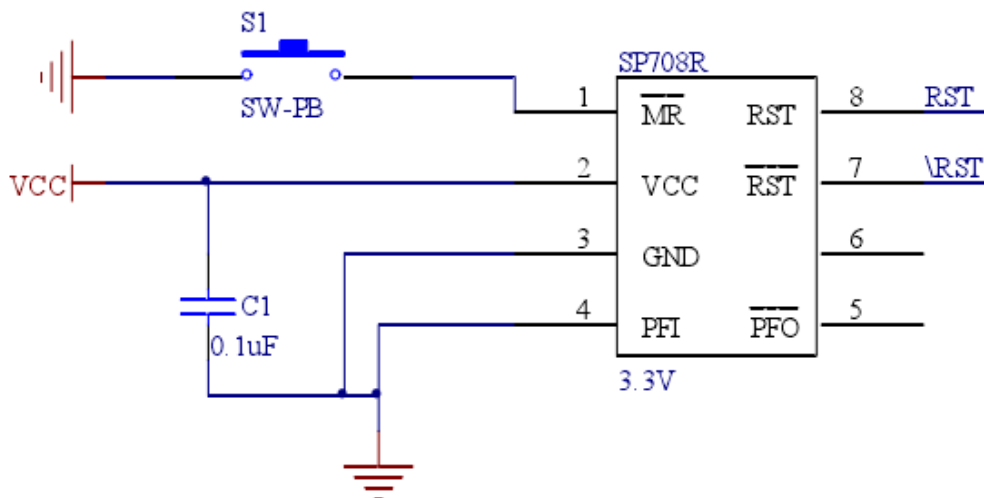 S1
SW-PB
SP708R
1 MR RST 8 RST
VCC 2 VCC RST 7 \RST
3 GND 6
4 PFI PFO 5
C1
0.1uF
3.3V